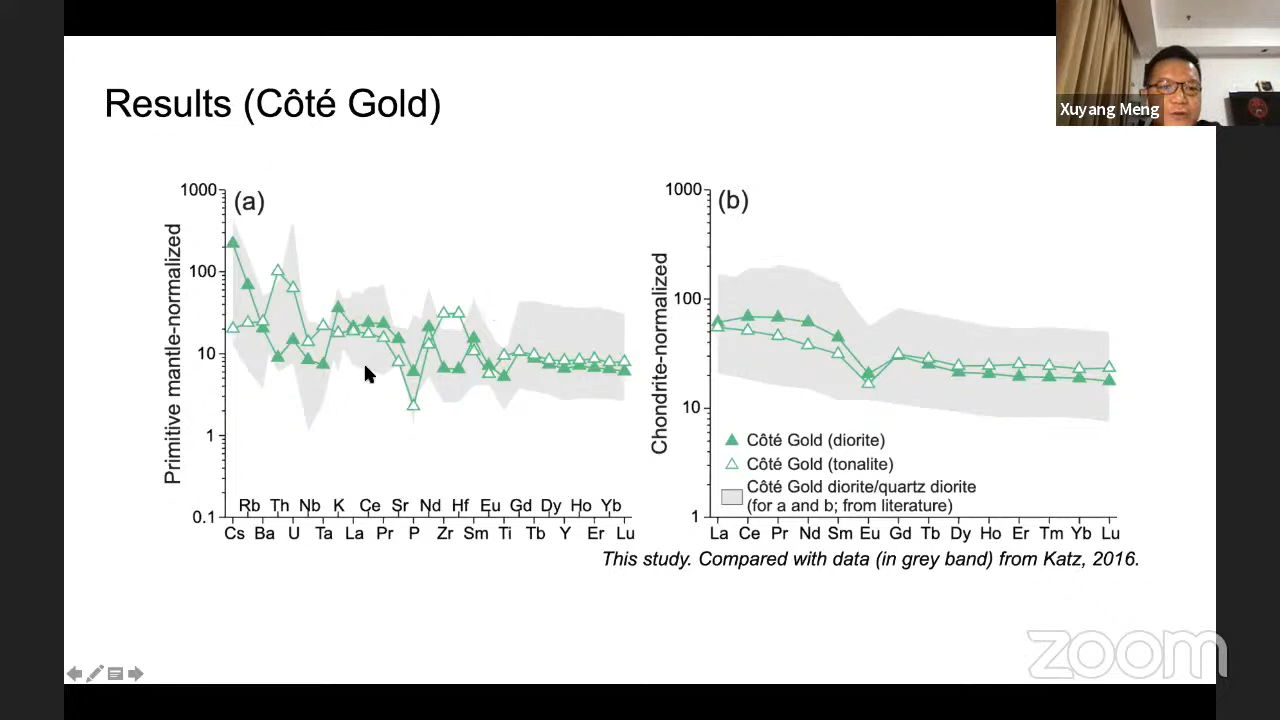 Results (Côté Gold)
Xuyang Meng
(a)
Primitive mantle-normalized
1000
100
10
1
0.1
Rb Th Nb K Ce Sr Nd Hf Eu Gd Dy Ho Yb
Cs Ba U Ta La Pr P Zr Sm Ti Tb Y Er Lu
(b)
Chondrite-normalized
1000
100
10
1
Côté Gold (diorite)
Côté Gold (tonalite)
Côté Gold diorite/quartz diorite
(for a and b; from literature)
La Ce Pr Nd Sm Eu Gd Tb Dy Ho Er Tm Yb Lu
This study. Compared with data (in grey band) from Katz, 2016.
zoom